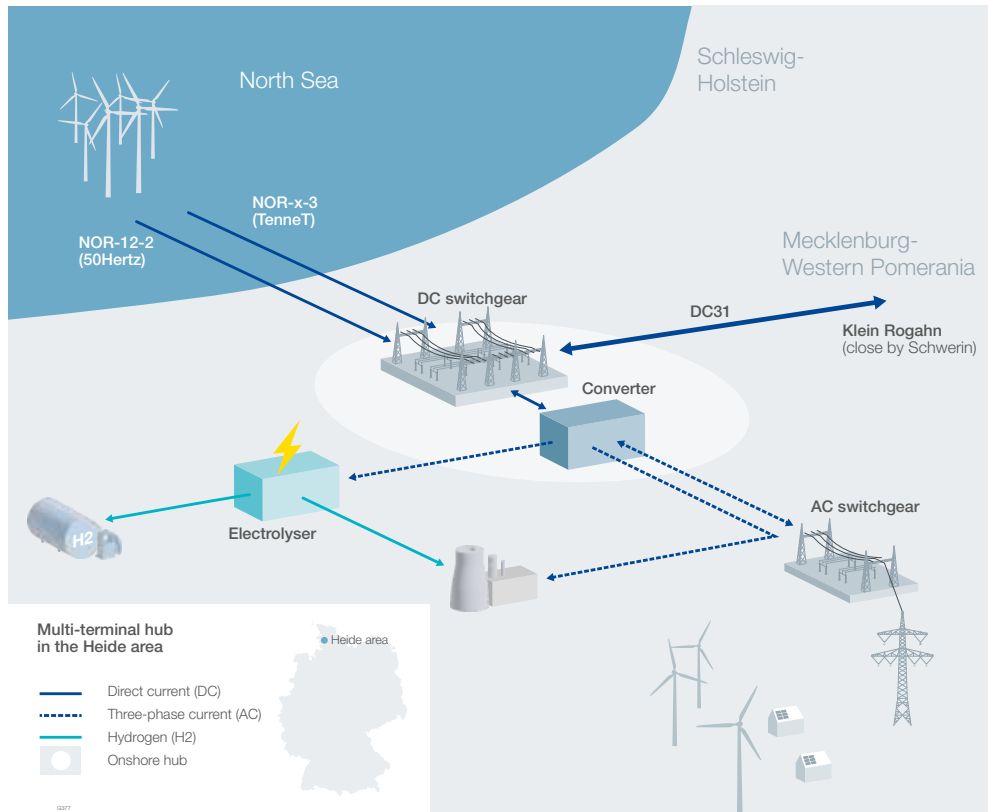 North Sea
Schleswig-
Holstein
NOR-x-3
(TenneT)
NOR-12-2
(50Hertz)
Mecklenburg-
Western Pomerania
DC switchgear
DC31
Klein Rogahn
(close by Schwerin)
Converter
Electrolyser
H2
AC switchgear
Multi-terminal hub
in the Heide area
Heide area
Direct current (DC)
Three-phase current (AC)
Hydrogen (H2)
Onshore hub